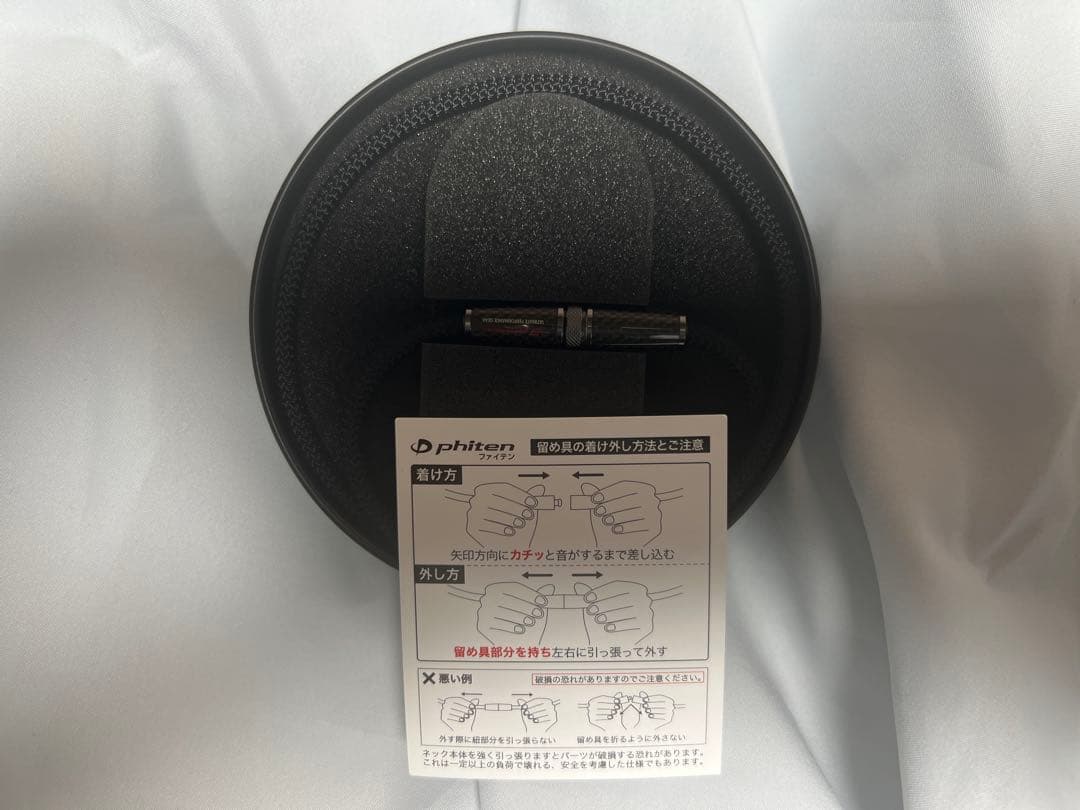 ULTIMATE PERFORMANCE GEAR
phiten
ファイテン
留め具の着け外し方法とご注意
着け方
矢印方向にカチッと音がするまで差し込む
外し方
留め具部分を持ち左右に引っ張って外す
悪い例
破損の恐れがありますのでご注意ください。
外す際に紐部分を引っ張らない
留め具を折るように外さない
ネック本体を強く引っ張りますとパーツが破損する恐れがあります。
これは一定以上の負荷で壊れる、安全を考慮した仕様でもあります。